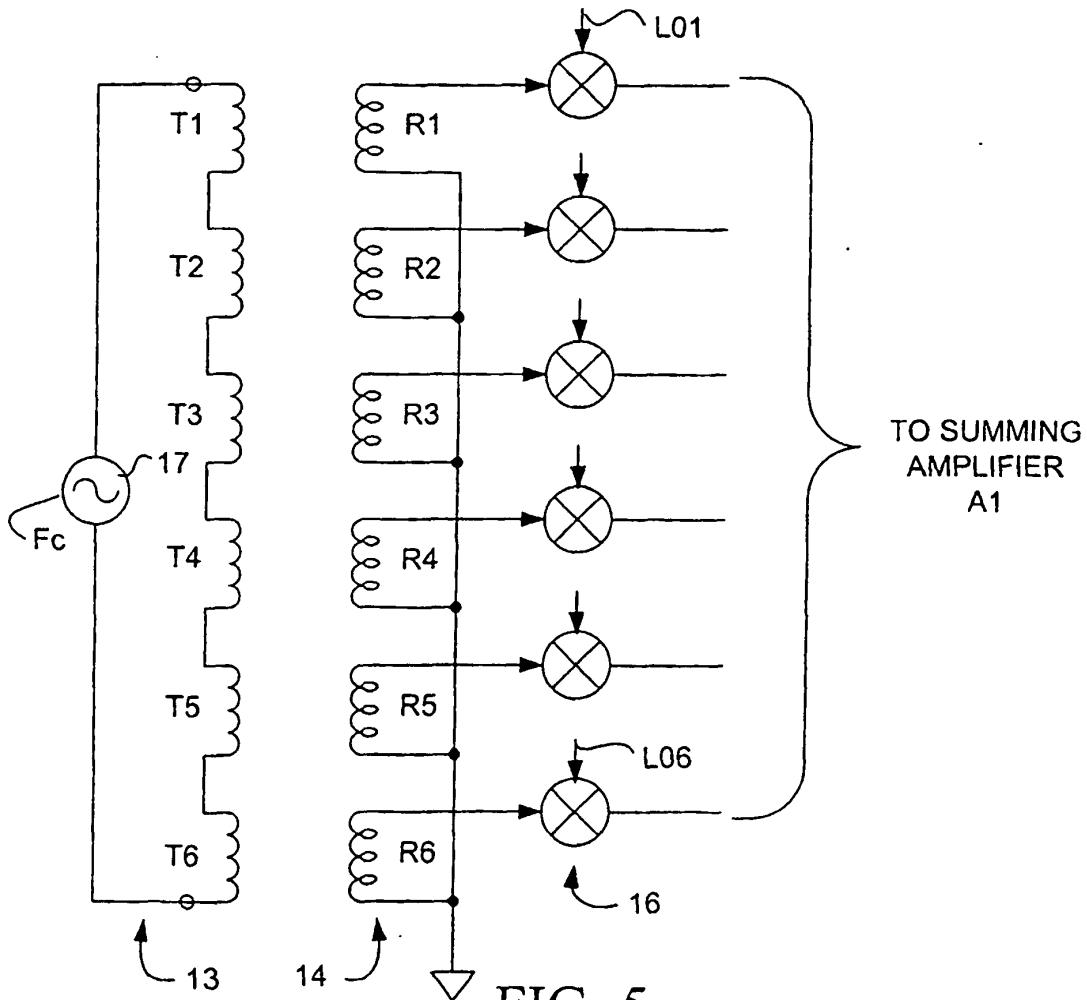 L01
T1
R1
T2
R2
T3
R3
TO SUMMING
AMPLIFIER
A1
17
Fc
T4
R4
T5
R5
L06
T6
R6
16
13
14
FIG. 5